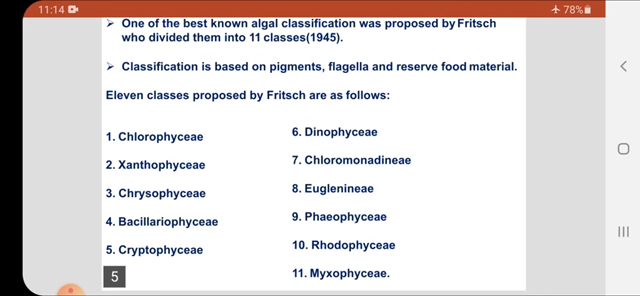 11:14
78%
➤ One of the best known algal classification was proposed by Fritsch
who divided them into 11 classes(1945).
➤ Classification is based on pigments, flagella and reserve food material.
Eleven classes proposed by Fritsch are as follows:
1. Chlorophyceae
2. Xanthophyceae
3. Chrysophyceae
4. Bacillariophyceae
5. Cryptophyceae
6. Dinophyceae
7. Chloromonadineae
8. Euglenineae
9. Phaeophyceae
10. Rhodophyceae
11. Myxophyceae.
5